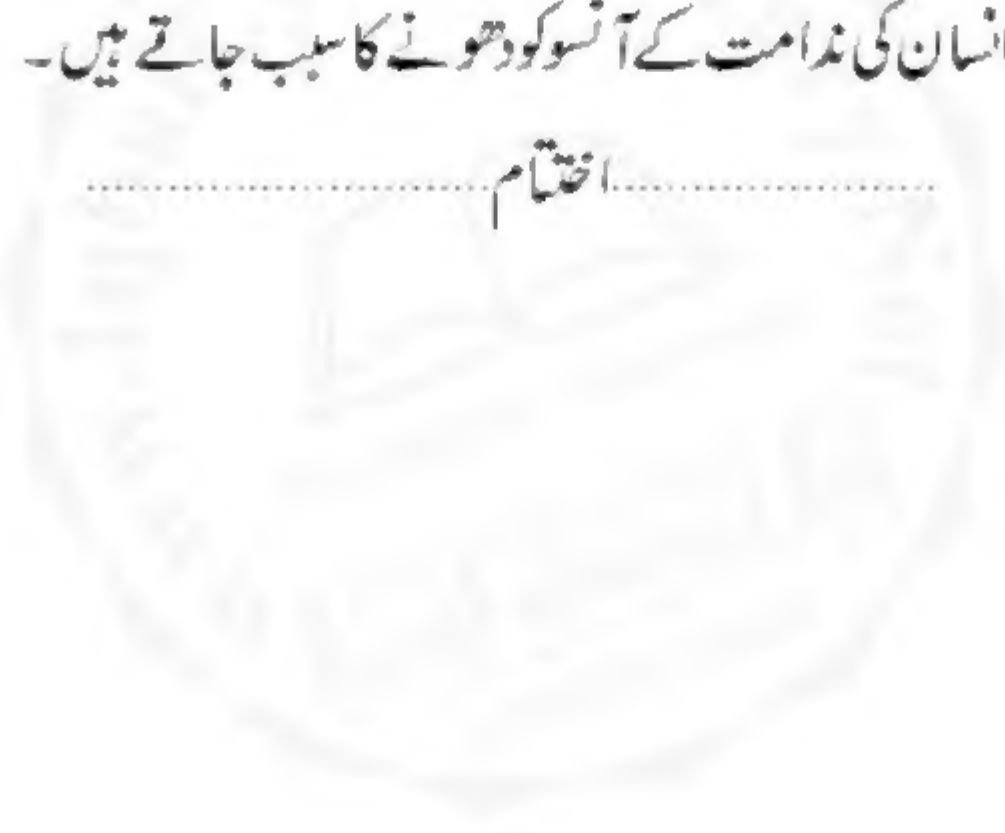 انسان کی ندامت کے آنسو کو دھونے کا سبب جاتے ہیں۔
........................اختتام........................